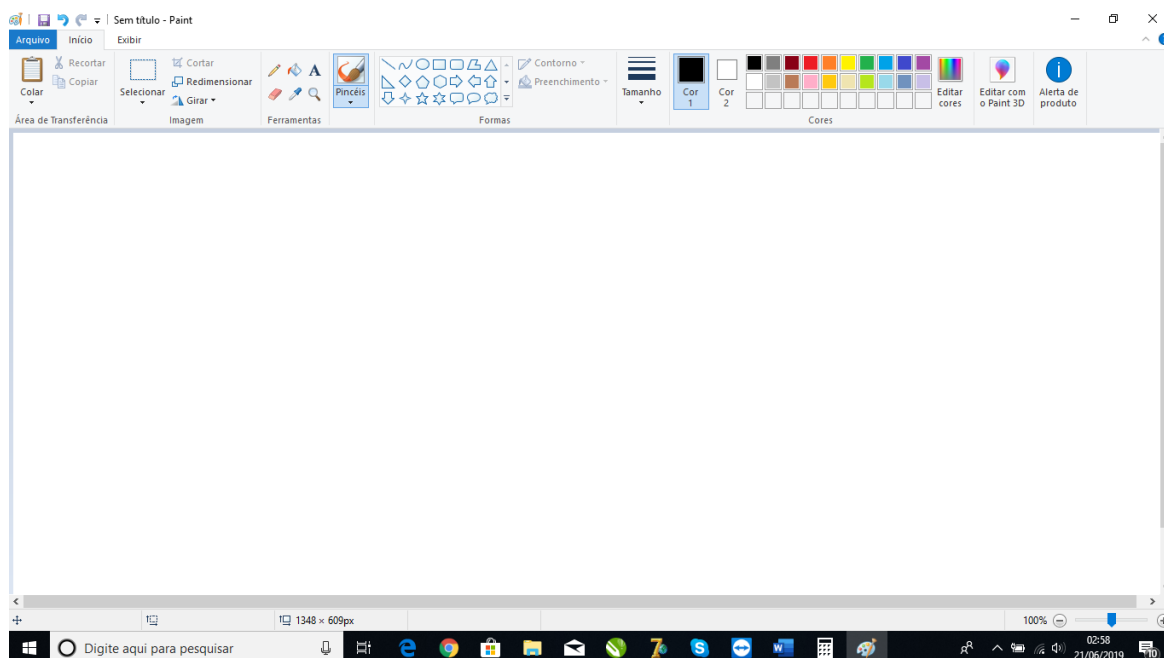 Sem título - Paint
Arquivo Início Exibir
Colar
Recortar
Copiar
Área de Transferência
Selecionar
Cortar
Redimensionar
Girar
Imagem
A
Ferramentas
Pincéis
Contorno
Preenchimento
Formas
Tamanho
Cor
1
Cor
2
Cores
Editar
cores
Editar com
o Paint 3D
Alerta de
produto
1348 × 609px
100%
Digite aqui para pesquisar
02:58
21/06/2019